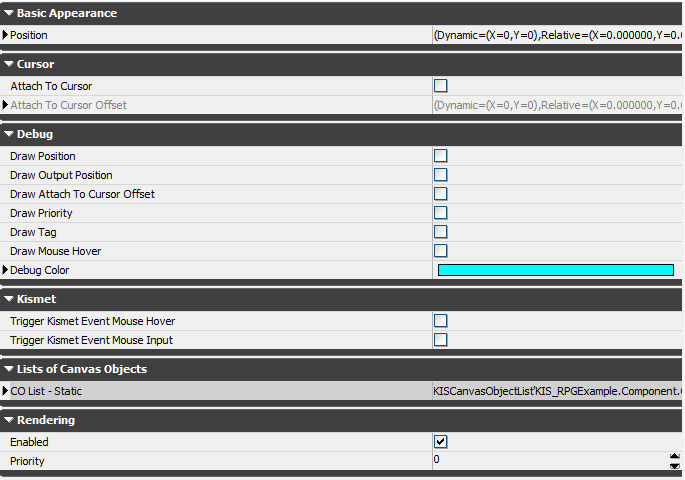 Basic Appearance
Position (Dynamic=(X=0,Y=0),Relative=(X=0.000000,Y=0.
Cursor
Attach To Cursor
Attach To Cursor Offset (Dynamic=(X=0,Y=0),Relative=(X=0.000000,Y=0.
Debug
Draw Position
Draw Output Position
Draw Attach To Cursor Offset
Draw Priority
Draw Tag
Draw Mouse Hover
Debug Color
Kismet
Trigger Kismet Event Mouse Hover
Trigger Kismet Event Mouse Input
Lists of Canvas Objects
CO List - Static KISCanvasObjectList'KIS_RPGExample.Component.
Rendering
Enabled
Priority 0